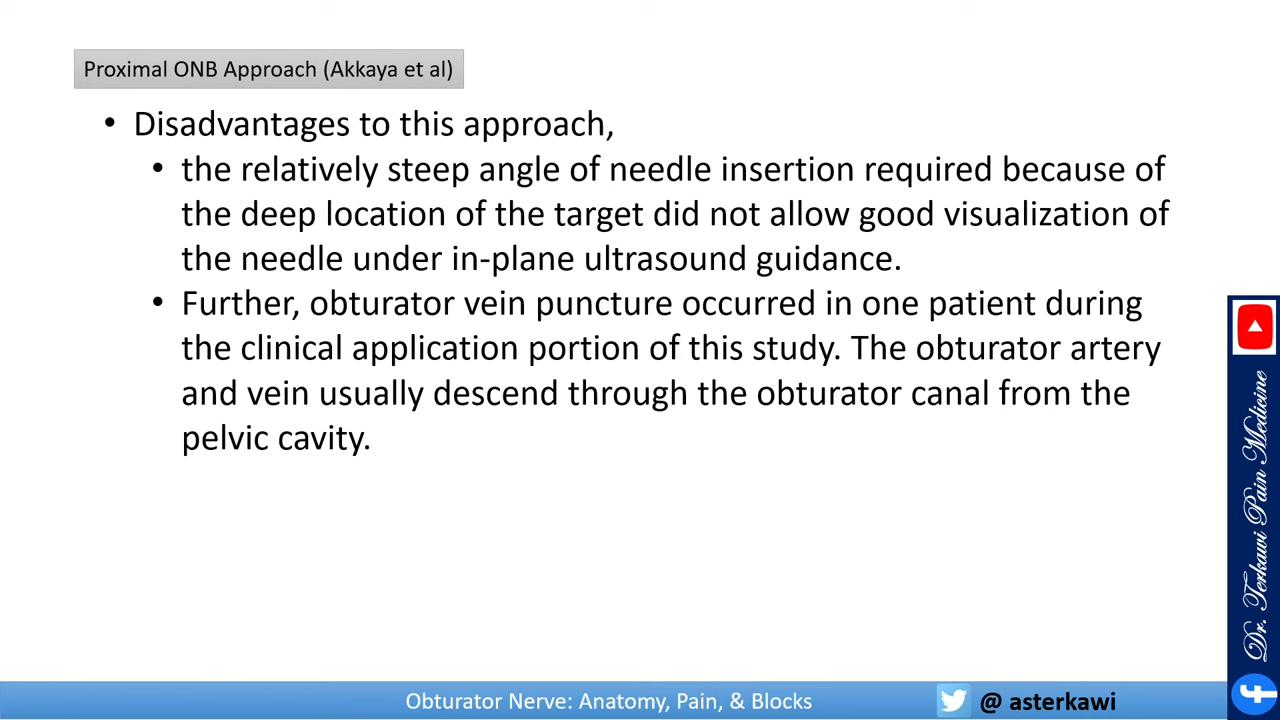 Proximal ONB Approach (Akkaya et al)
• Disadvantages to this approach,
• the relatively steep angle of needle insertion required because of
the deep location of the target did not allow good visualization of
the needle under in-plane ultrasound guidance.
• Further, obturator vein puncture occurred in one patient during
the clinical application portion of this study. The obturator artery
and vein usually descend through the obturator canal from the
pelvic cavity.
Dr. Terkawi Pain Medicine
Obturator Nerve: Anatomy, Pain, & Blocks
@ asterkawi